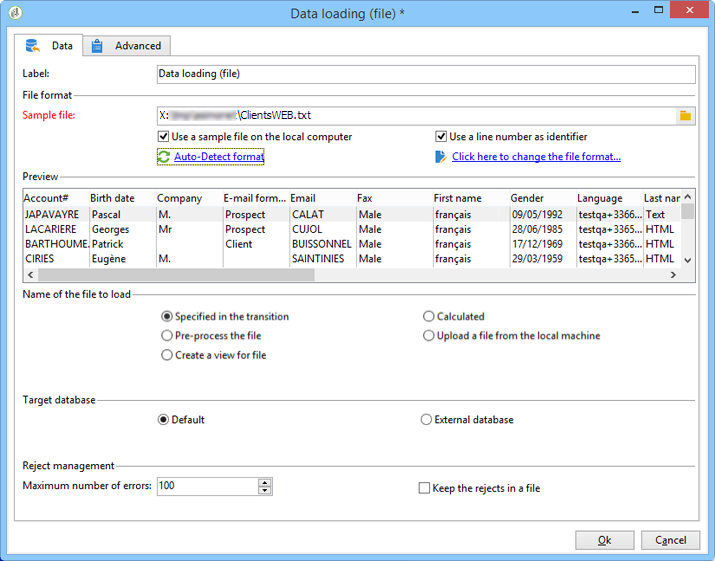 Data loading (file) *
Data Advanced
Label: Data loading (file)
File format
Sample file: X: \ClientsWEB.txt
Use a sample file on the local computer Use a line number as identifier
Auto-Detect format Click here to change the file format...
Preview
Account# Birth date Company E-mail form... Email Fax First name Gender Language Last nar
JAPAVAYRE Pascal M. Prospect CALAT Male français 09/05/1992 testqa+3366... Text
LACARIERE Georges Mr Prospect CUJOL Male français 28/06/1985 testqa+3365... HTML
BARTHOUME. Patrick Client BUISSONNEL Male français 17/12/1969 testqa+3366... HTML
CIRIES Eugène M. SAINTINIES Male français 29/03/1959 testqa+3365... HTML
Name of the file to load
Specified in the transition Calculated
Pre-process the file Upload a file from the local machine
Create a view for file
Target database
Default External database
Reject management
Maximum number of errors: 100 Keep the rejects in a file
Ok Cancel